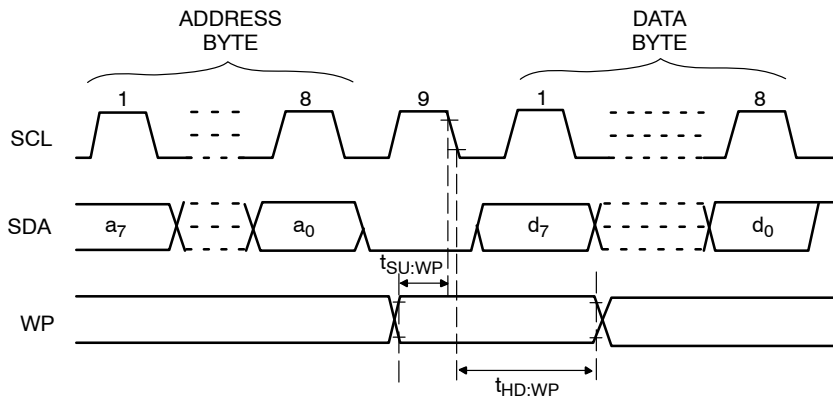 ADDRESS
BYTE
DATA
BYTE
1
8
9
1
8
SCL
SDA
a7
a0
d7
d0
tSU:WP
WP
tHD:WP